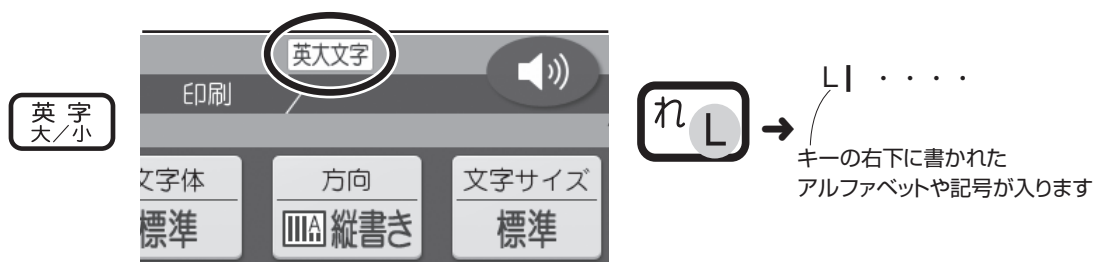 英字
大／小
英大文字
印刷
文字体
標準
方向
縦書き
文字サイズ
標準
れ L
L ・・・・
キーの右下に書かれた
アルファベットや記号が入ります